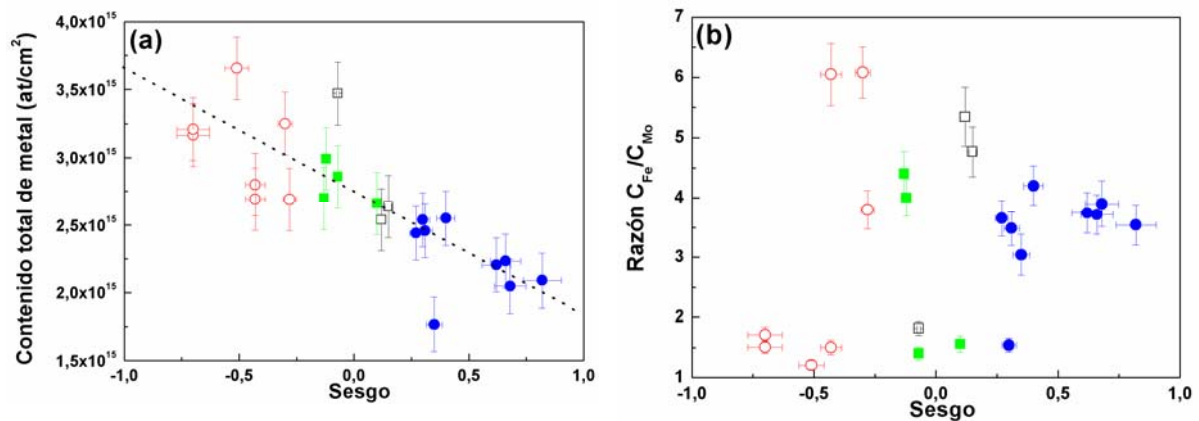 (a)
Contenido total de metal (at/cm²)
4,0x10¹⁵
3,5x10¹⁵
3,0x10¹⁵
2,5x10¹⁵
2,0x10¹⁵
1,5x10¹⁵
-1,0 -0,5 0,0 0,5 1,0
Sesgo
(b)
Razón C_Fe/C_Mo
7
6
5
4
3
2
1
-1,0 -0,5 0,0 0,5 1,0
Sesgo